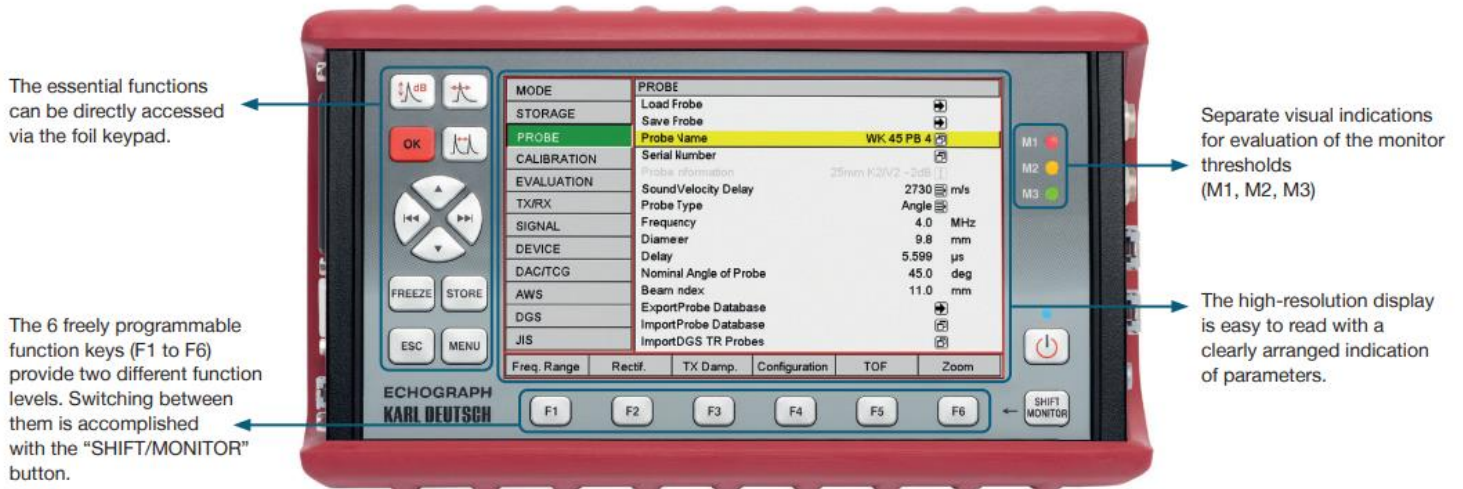 The essential functions
can be directly accessed
via the foil keypad.
The 6 freely programmable
function keys (F1 to F6)
provide two different function
levels. Switching between
them is accomplished
with the “SHIFT/MONITOR”
button.
dB
OK
FREEZE STORE
ESC MENU
ECHOGRAPH
KARL DEUTSCH
MODE
STORAGE
PROBE
CALIBRATION
EVALUATION
TX/RX
SIGNAL
DEVICE
DAC/TCG
AWS
DGS
JIS
PROBE
Load Probe
Save Probe
Probe Name WK 45 PB 4
Serial Number
Probe nformation 25mm K2/V2 -2dB
Sound Velocity Delay 2730 m/s
Probe Type Angle
Frequency 4.0 MHz
Diameer 9.8 mm
Delay 5.599 µs
Nominal Angle of Probe 45.0 deg
Beam ndex 11.0 mm
ExportProbe Database
ImportProbe Database
ImportDGS TR Probes
Freq. Range Rectif. TX Damp. Configuration TOF Zoom
F1 F2 F3 F4 F5 F6 ← SHIFT
MONITOR
M1
M2
M3
Separate visual indications
for evaluation of the monitor
thresholds
(M1, M2, M3)
The high-resolution display
is easy to read with a
clearly arranged indication
of parameters.